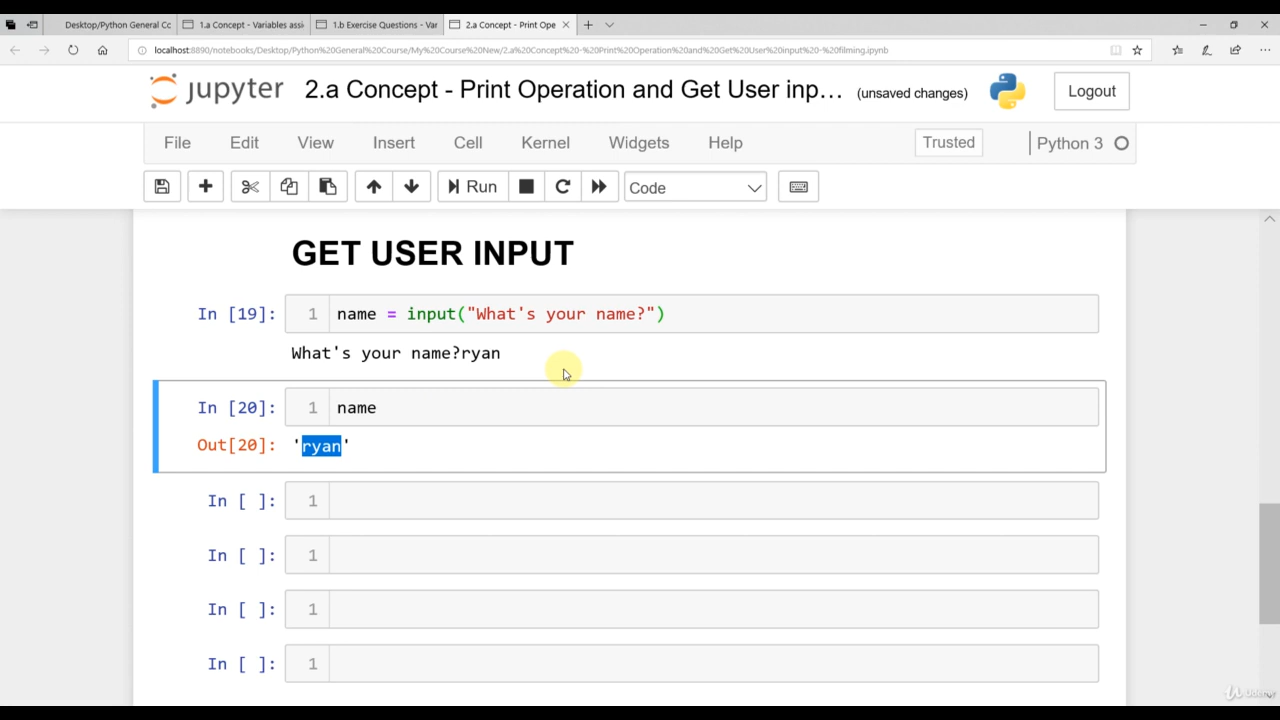 Desktop/Python General Cc
1.a Concept - Variables assi
1.b Exercise Questions - Var
2.a Concept - Print Ope
localhost:8890/notebooks/Desktop/Python%20General%20Course/My%20Course%20New/2.a%20Concept%20-%20Print%20Operation%20and%20Get%20User%20input%20-%20filming.ipynb
jupyter 2.a Concept - Print Operation and Get User inp... (unsaved changes) Logout
File Edit View Insert Cell Kernel Widgets Help Trusted Python 3
Run Code
GET USER INPUT
In [19]: 1 name = input("What's your name?")
What's your name?ryan
In [20]: 1 name
Out[20]: 'ryan'
In [ ]: 1
In [ ]: 1
In [ ]: 1
In [ ]: 1
Udemy